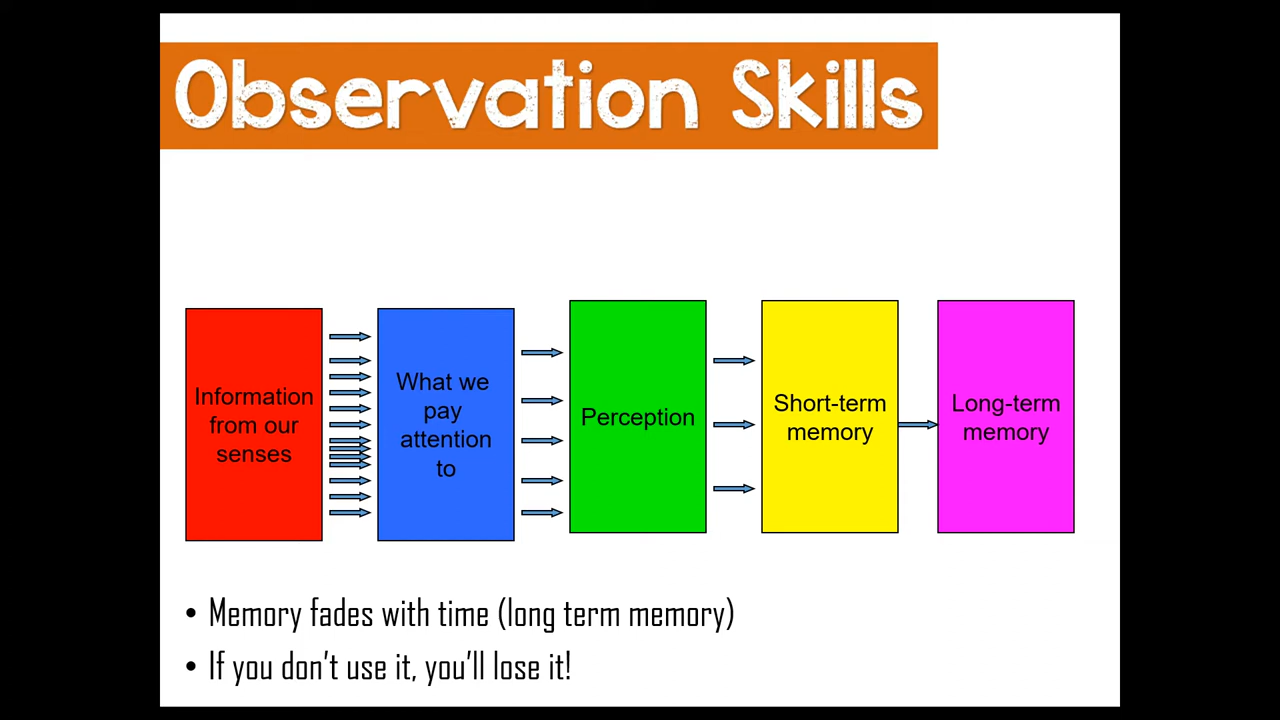 Observation Skills
Information
from our
senses
What we
pay
attention
to
Perception
Short-term
memory
Long-term
memory
• Memory fades with time (long term memory)
• If you don't use it, you'll lose it!